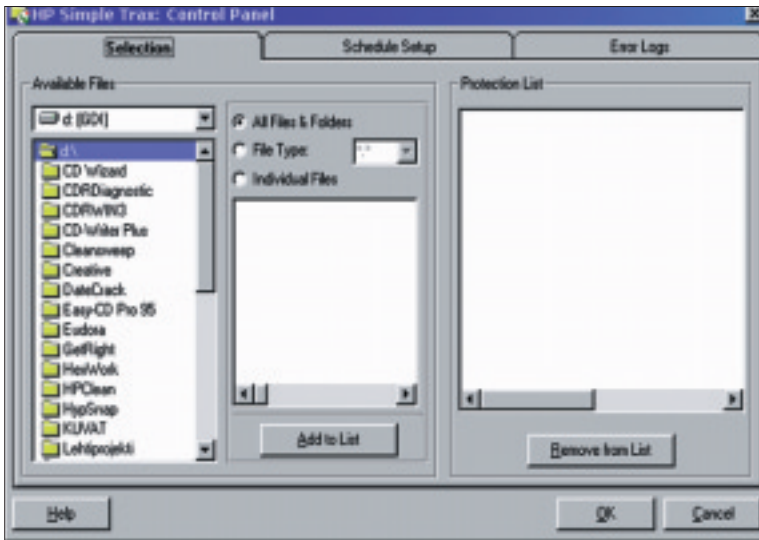 HP Simple Trax: Control Panel
Selection
Schedule Setup
Error Logs
Available Files
Protection List
d: [GDI]
All Files & Folders
File Type:
*.*
Individual Files
d:\
CD Wizard
CDRDiagnostic
CDRWIN3
CD-Writer Plus
Cleansweep
Creative
DateCrack
Easy-CD Pro 95
Eudora
GetRight
HexWork
HPClean
HypSnap
KUVAT
Lehtiprojekti
Add to List
Remove from List
Help
OK
Cancel